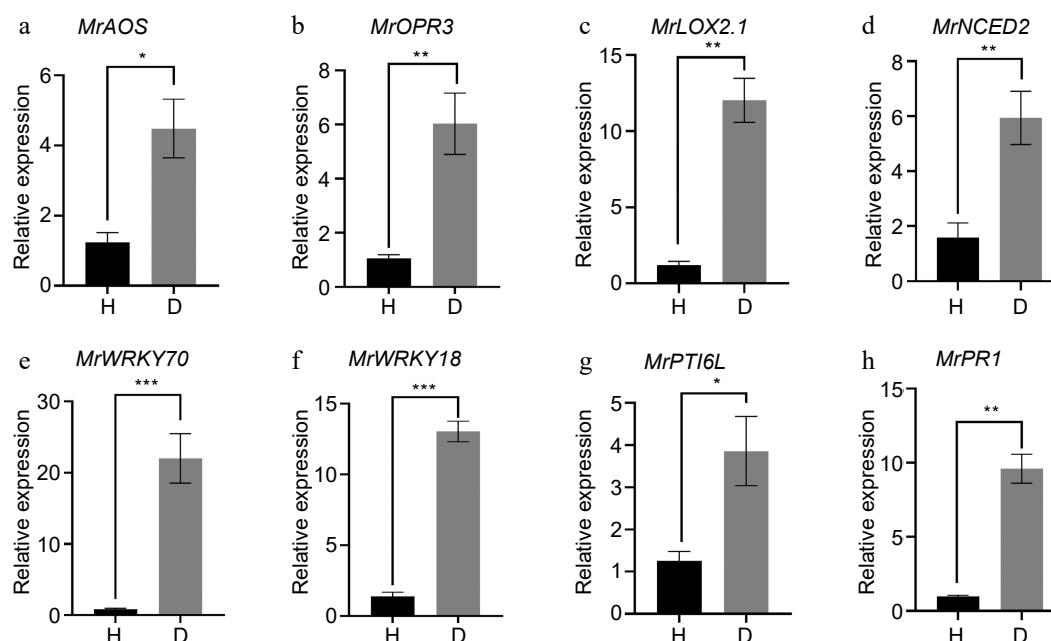 a MrAOS
*
Relative expression
6
4
2
0
H D
b MrOPR3
**
Relative expression
8
6
4
2
0
H D
c MrLOX2.1
**
Relative expression
15
10
5
0
H D
d MrNCED2
**
Relative expression
8
6
4
2
0
H D
e MrWRKY70
***
Relative expression
30
20
10
0
H D
f MrWRKY18
***
Relative expression
15
10
5
0
H D
g MrPTI6L
*
Relative expression
5
4
3
2
1
0
H D
h MrPR1
**
Relative expression
15
10
5
0
H D